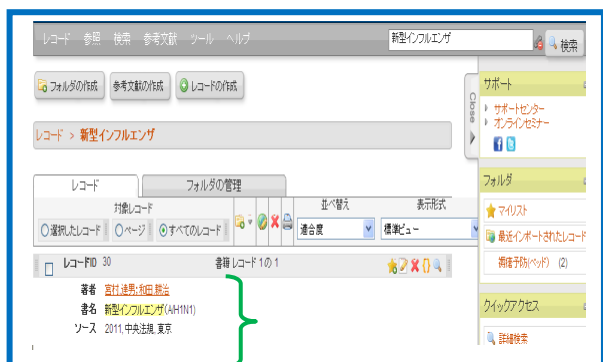 レコード 参照 検索 参考文献 ツール ヘルプ
新型インフルエンザ
検索
フォルダの作成
参考文献の作成
レコードの作成
Close
レコード > 新型インフルエンザ
レコード
フォルダの管理
対象レコード
選択したレコード
ページ
すべてのレコード
並べ替え
適合度
表示形式
標準ビュー
レコードID 30
書籍 レコード 1の 1
著者 宮村 達男;和田 耕治
書名 新型インフルエンザ(A/H1N1)
ソース 2011, 中央法規, 東京
サポート
サポートセンター
オンラインセミナー
フォルダ
マイリスト
最近インポートされたレコード
褥瘡予防(ベッド) (2)
クイックアクセス
詳細検索